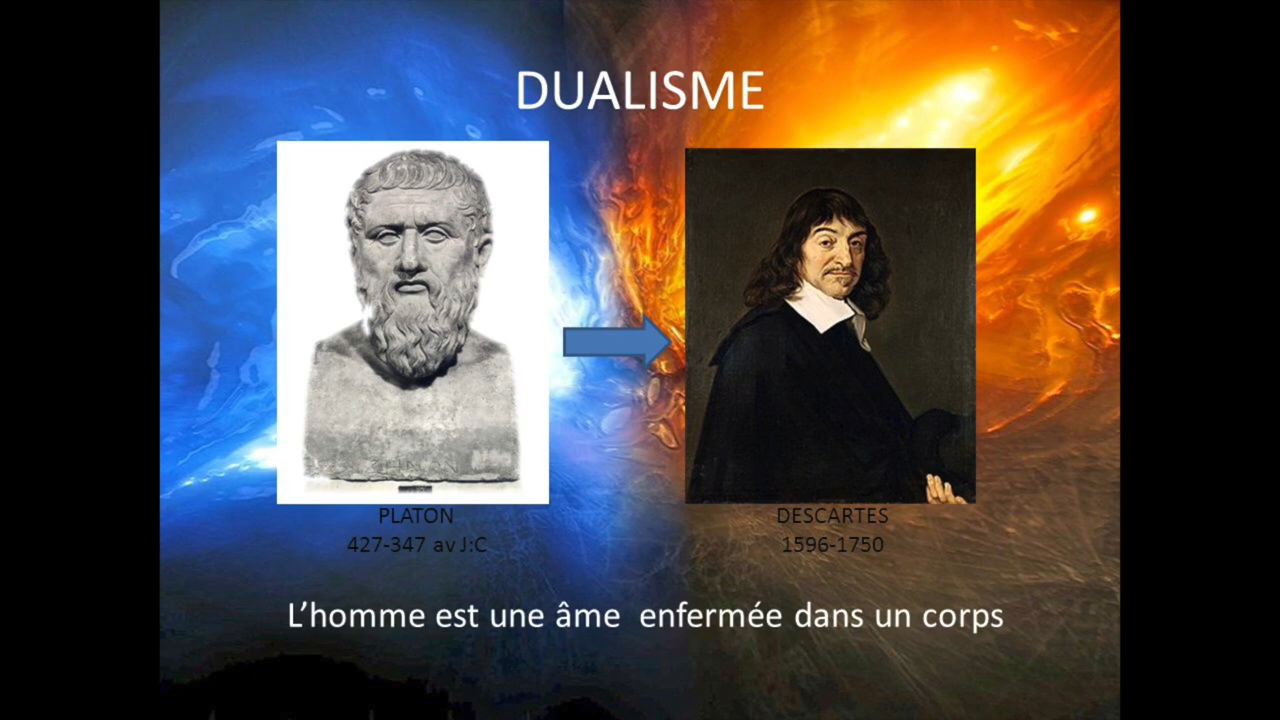 DUALISME
PLATON
427-347 av J:C
DESCARTES
1596-1750
L’homme est une âme  enfermée dans un corps